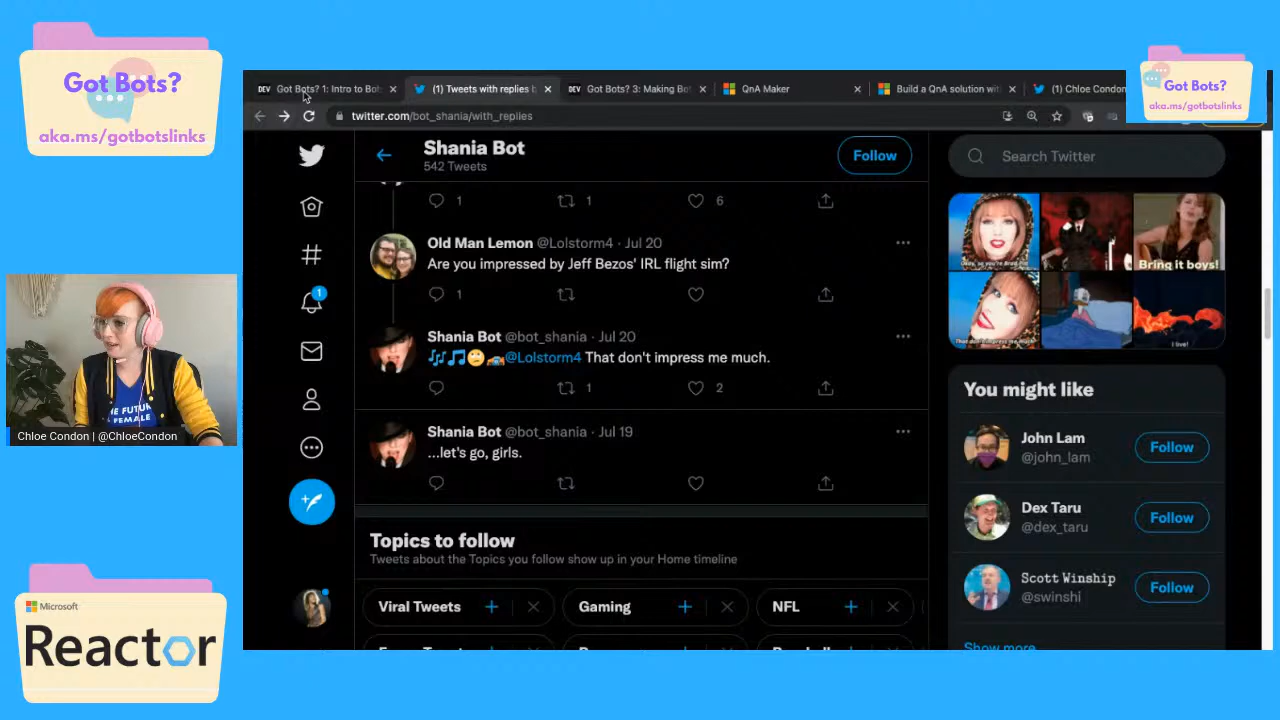 Got Bots?
aka.ms/gotbotslinks
Got Bots? 1: Intro to Bot
(1) Tweets with replies b
Got Bots? 3: Making Bot
QnA Maker
Build a QnA solution wit
(1) Chloe Condon
Got Bots?
aka.ms/gotbotslinks
twitter.com/bot_shania/with_replies
Shania Bot
542 Tweets
Follow
Search Twitter
1
1
6
Old Man Lemon @Lolstorm4 · Jul 20
Are you impressed by Jeff Bezos' IRL flight sim?
1
Shania Bot @bot_shania · Jul 20
@Lolstorm4 That don't impress me much.
1
2
Shania Bot @bot_shania · Jul 19
...let's go, girls.
Topics to follow
Tweets about the Topics you follow show up in your Home timeline
Viral Tweets
Gaming
NFL
Bring it boys!
I live!
You might like
John Lam
@john_lam
Follow
Dex Taru
@dex_taru
Follow
Scott Winship
@swinshi
Follow
Show more
1
THE FUTUR
FEMALE
Chloe Condon | @ChloeCondon
Microsoft
Reactor